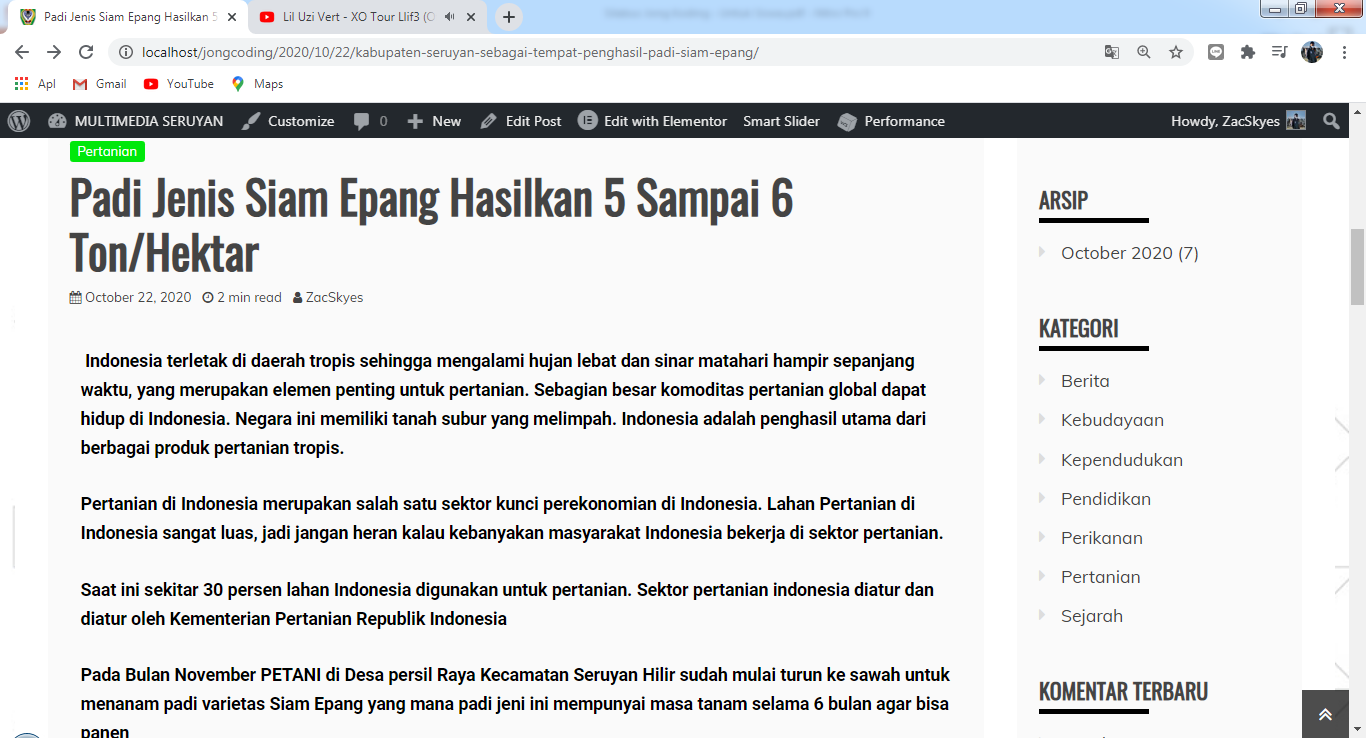 Padi Jenis Siam Epang Hasilkan 5
Lil Uzi Vert - XO Tour Llif3 (O
localhost/jongcoding/2020/10/22/kabupaten-seruyan-sebagai-tempat-penghasil-padi-siam-epang/
Apl Gmail YouTube Maps
MULTIMEDIA SERUYAN Customize 0 New Edit Post Edit with Elementor Smart Slider Performance Howdy, ZacSkyes
Pertanian
Padi Jenis Siam Epang Hasilkan 5 Sampai 6
Ton/Hektar
October 22, 2020 2 min read ZacSkyes
Indonesia terletak di daerah tropis sehingga mengalami hujan lebat dan sinar matahari hampir sepanjang
waktu, yang merupakan elemen penting untuk pertanian. Sebagian besar komoditas pertanian global dapat
hidup di Indonesia. Negara ini memiliki tanah subur yang melimpah. Indonesia adalah penghasil utama dari
berbagai produk pertanian tropis.
Pertanian di Indonesia merupakan salah satu sektor kunci perekonomian di Indonesia. Lahan Pertanian di
Indonesia sangat luas, jadi jangan heran kalau kebanyakan masyarakat Indonesia bekerja di sektor pertanian.
Saat ini sekitar 30 persen lahan Indonesia digunakan untuk pertanian. Sektor pertanian indonesia diatur dan
diatur oleh Kementerian Pertanian Republik Indonesia
Pada Bulan November PETANI di Desa persil Raya Kecamatan Seruyan Hilir sudah mulai turun ke sawah untuk
menanam padi varietas Siam Epang yang mana padi jeni ini mempunyai masa tanam selama 6 bulan agar bisa
panen
ARSIP
October 2020 (7)
KATEGORI
Berita
Kebudayaan
Kependudukan
Pendidikan
Perikanan
Pertanian
Sejarah
KOMENTAR TERBARU